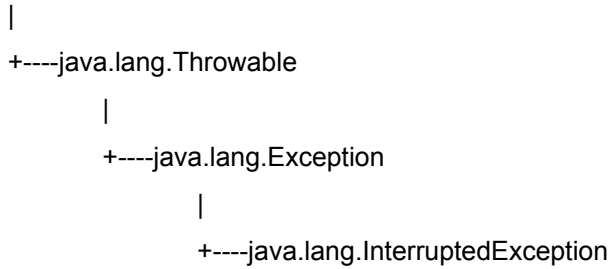 |
+----java.lang.Throwable
|
+----java.lang.Exception
|
+----java.lang.InterruptedException